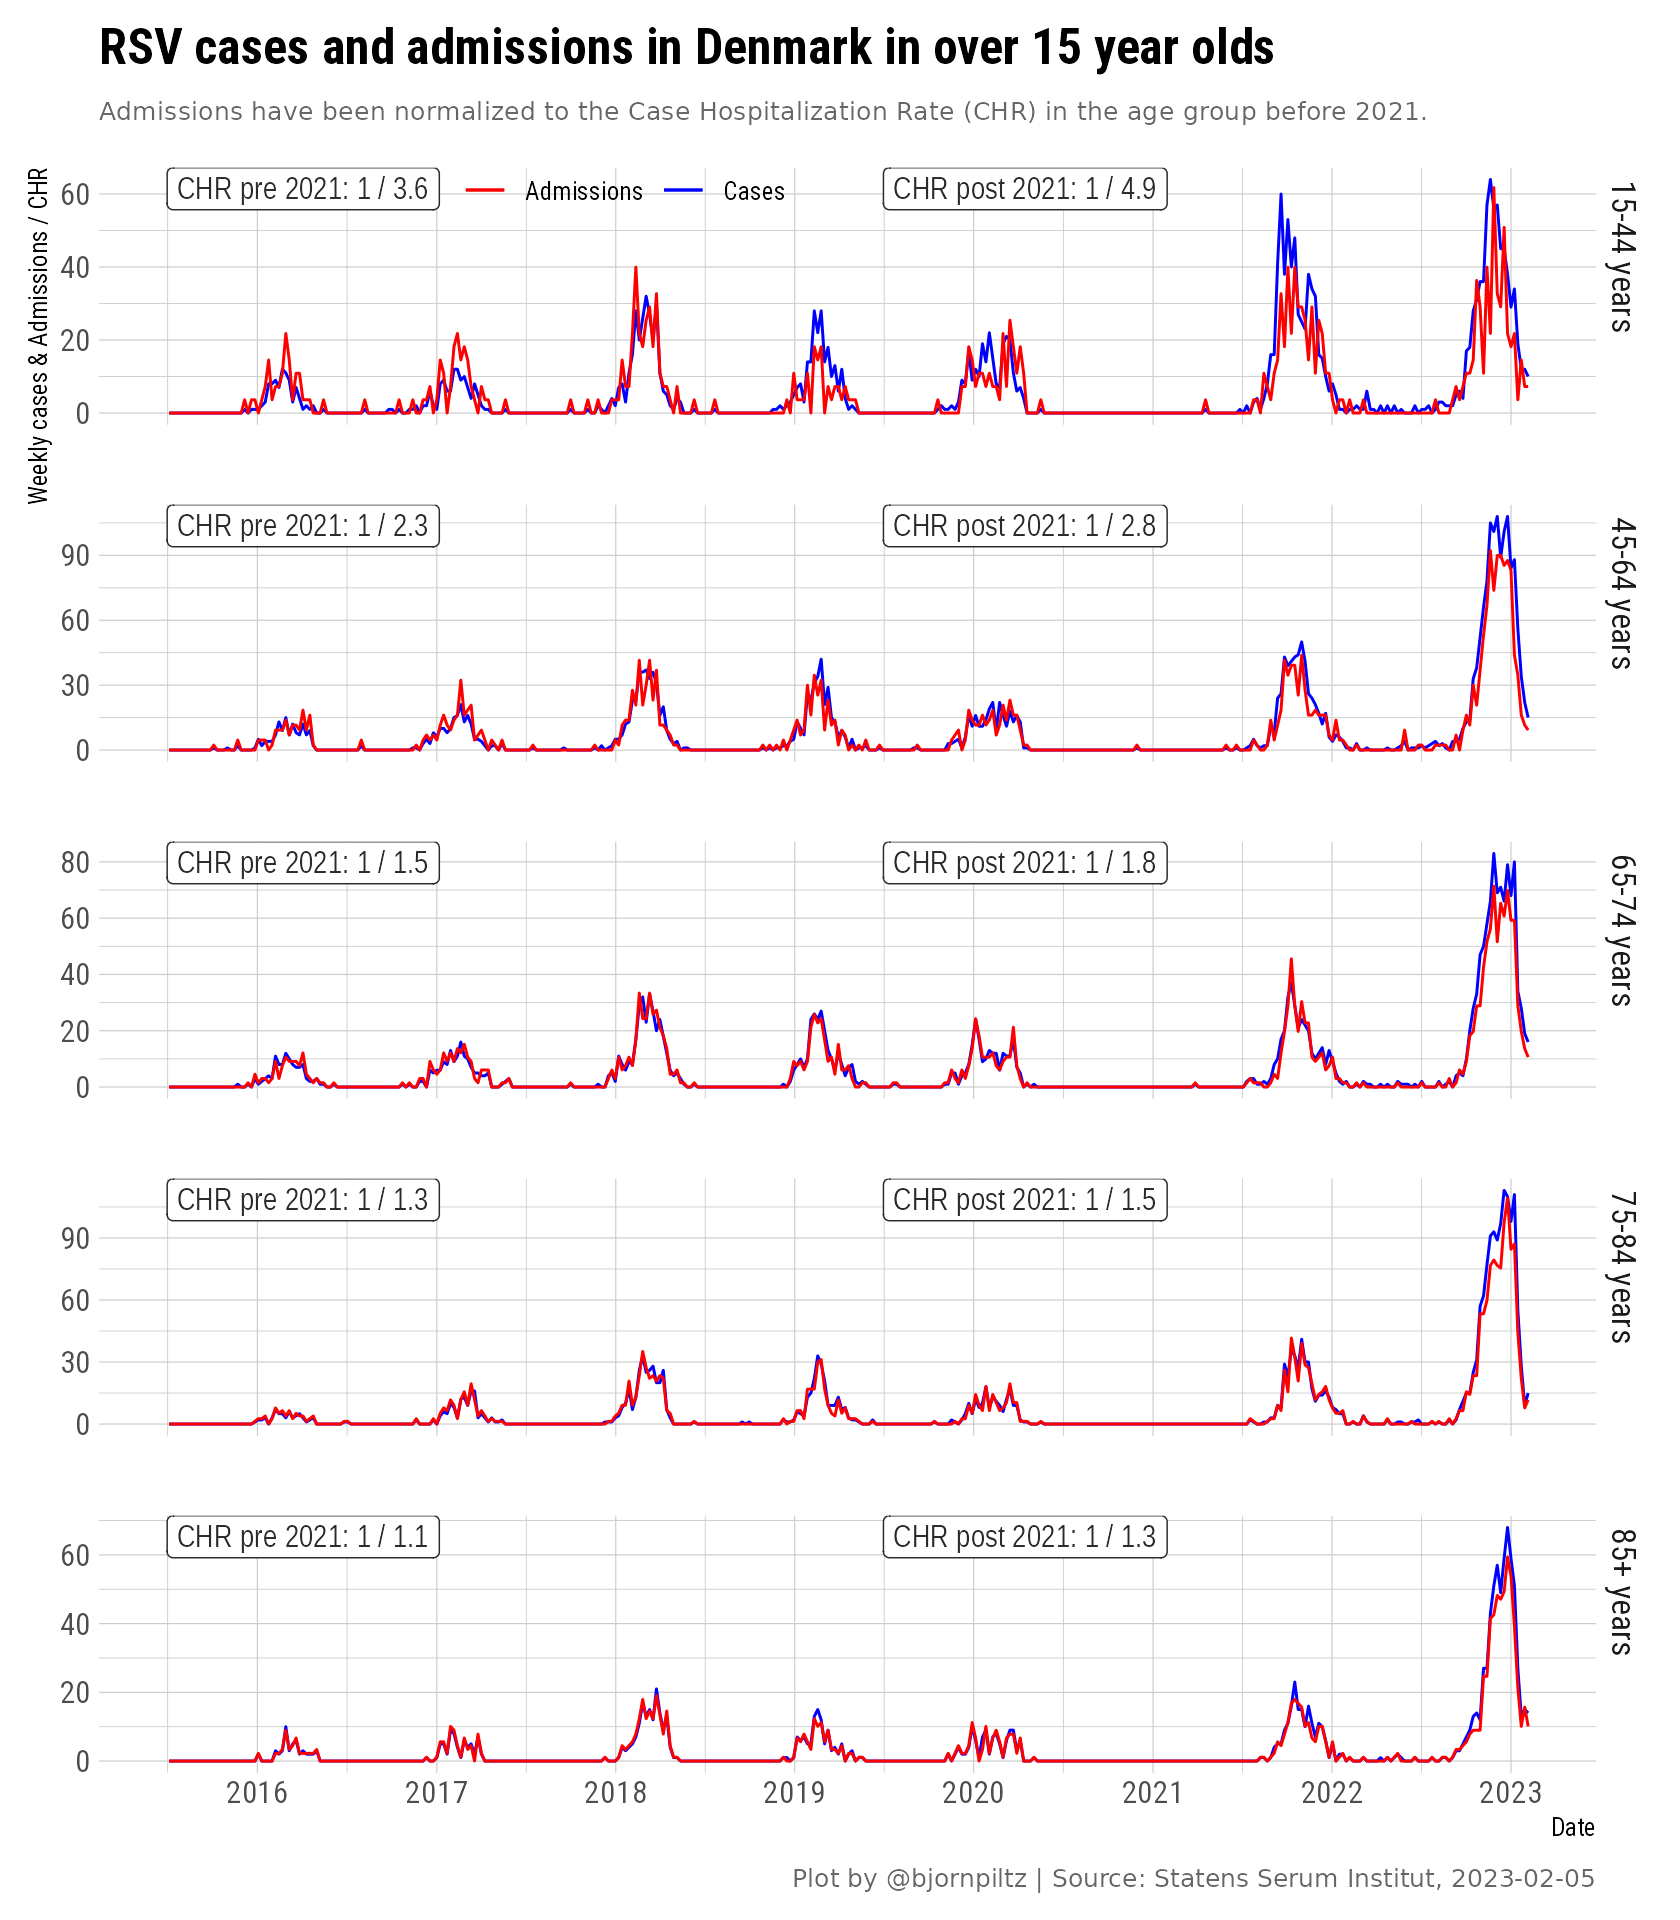 RSV cases and admissions in Denmark in over 15 year olds
Admissions have been normalized to the Case Hospitalization Rate (CHR) in the age group before 2021.
Weekly cases & Admissions / CHR
CHR pre 2021: 1 / 3.6
Admissions
Cases
CHR post 2021: 1 / 4.9
15-44 years
60
40
20
0
CHR pre 2021: 1 / 2.3
CHR post 2021: 1 / 2.8
45-64 years
90
60
30
0
CHR pre 2021: 1 / 1.5
CHR post 2021: 1 / 1.8
65-74 years
80
60
40
20
0
CHR pre 2021: 1 / 1.3
CHR post 2021: 1 / 1.5
75-84 years
90
60
30
0
CHR pre 2021: 1 / 1.1
CHR post 2021: 1 / 1.3
85+ years
60
40
20
0
2016 2017 2018 2019 2020 2021 2022 2023
Date
Plot by @bjornpiltz | Source: Statens Serum Institut, 2023-02-05